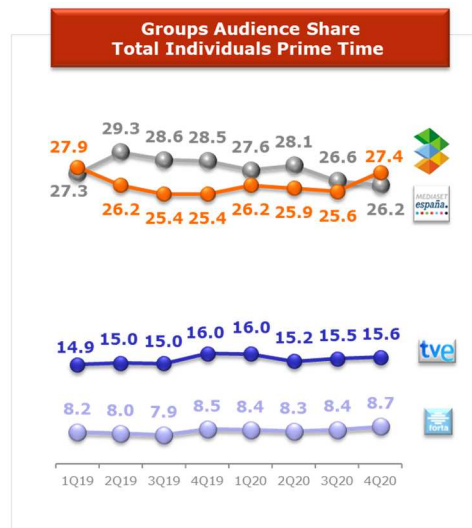 Groups Audience Share
Total Individuals Prime Time
29.3
28.6
28.5
27.6
28.1
26.6
27.4
27.9
27.3
26.2
25.4
25.4
26.2
25.9
25.6
26.2
MEDIASET
españa.
14.9
15.0
15.0
16.0
16.0
15.2
15.5
15.6
tve
8.2
8.0
7.9
8.5
8.4
8.3
8.4
8.7
forta
1Q19
2Q19
3Q19
4Q19
1Q20
2Q20
3Q20
4Q20